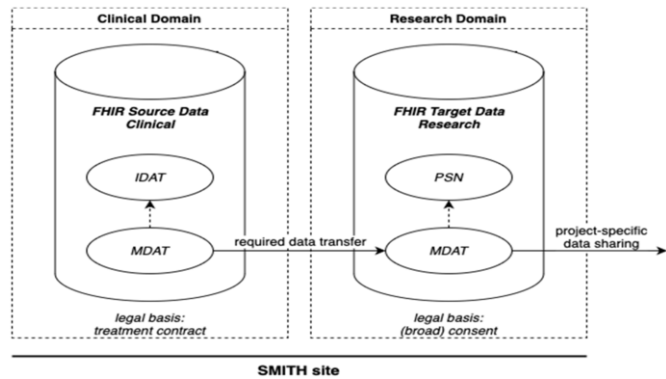 Clinical Domain
FHIR Source Data
Clinical
IDAT
MDAT
legal basis:
treatment contract
required data transfer
Research Domain
FHIR Target Data
Research
PSN
MDAT
legal basis:
(broad) consent
project-specific
data sharing
SMITH site